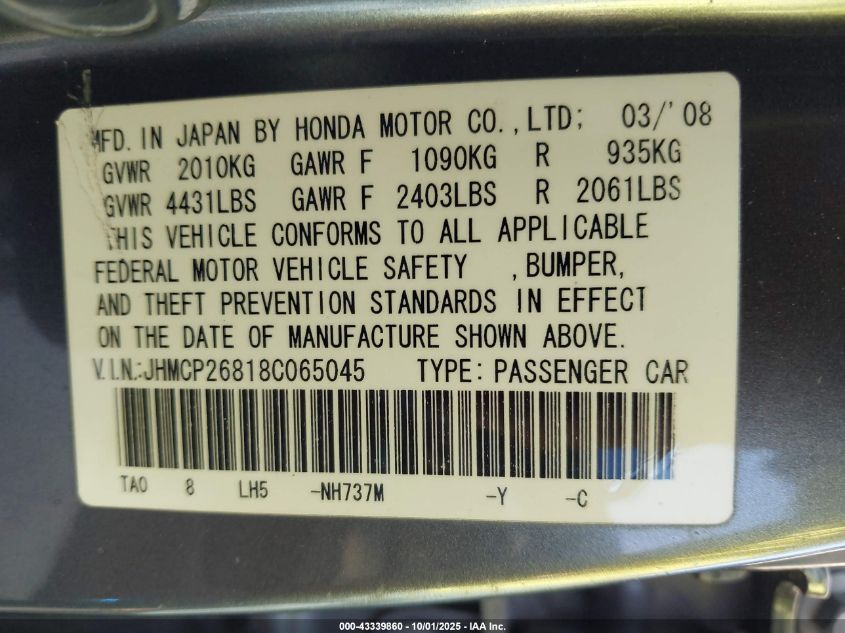 MFD. IN JAPAN BY HONDA MOTOR CO.,LTD; 03/'08
GVWR 2010KG GAWR F 1090KG R 935KG
GVWR 4431LBS GAWR F 2403LBS R 2061LBS
THIS VEHICLE CONFORMS TO ALL APPLICABLE
FEDERAL MOTOR VEHICLE SAFETY , BUMPER,
AND THEFT PREVENTION STANDARDS IN EFFECT
ON THE DATE OF MANUFACTURE SHOWN ABOVE.
V.I.N.:JHMCP26818C065045 TYPE: PASSENGER CAR
TA0 8 LH5 -NH737M -Y -C
000-43339860 - 10/01/2025 - IAA Inc.